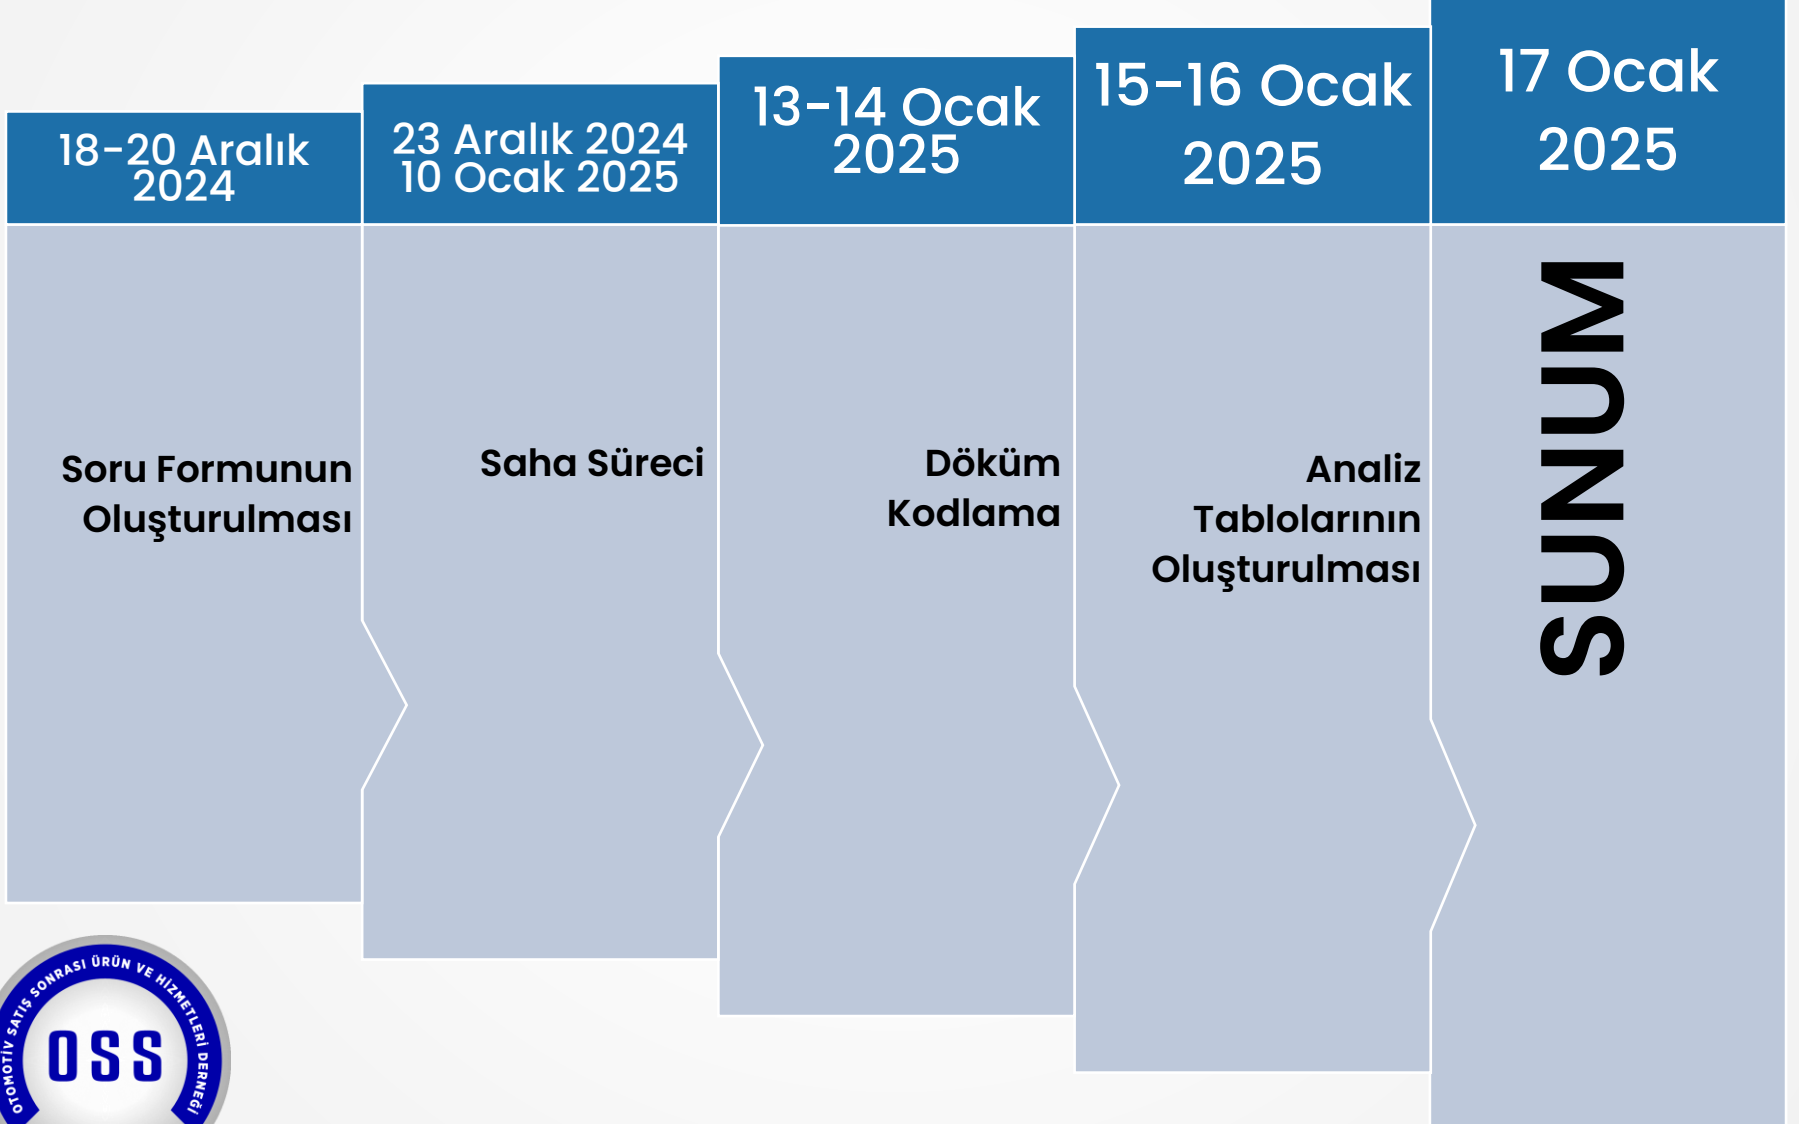 18-20 Aralık
2024
23 Aralık 2024
10 Ocak 2025
13-14 Ocak
2025
15-16 Ocak
2025
17 Ocak
2025
Soru Formunun
Oluşturulması
Saha Süreci
Döküm
Kodlama
Analiz
Tablolarının
Oluşturulması
SUNUM
OTOMOTİV SATIŞ SONRASI ÜRÜN VE HİZMETLERİ DERNEĞİ
OSS